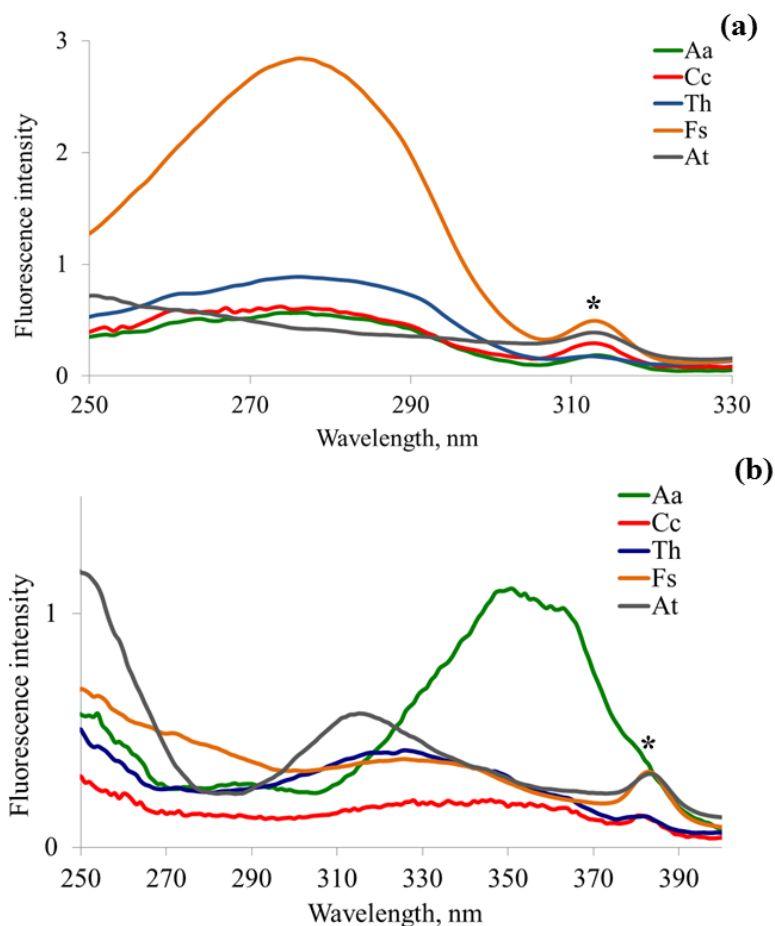 (a)
3
2
1
0
Fluorescence intensity
Aa
Cc
Th
Fs
At
*
250 270 290 310 330
Wavelength, nm
(b)
1
0
Fluorescence intensity
Aa
Cc
Th
Fs
At
*
250 270 290 310 330 350 370 390
Wavelength, nm